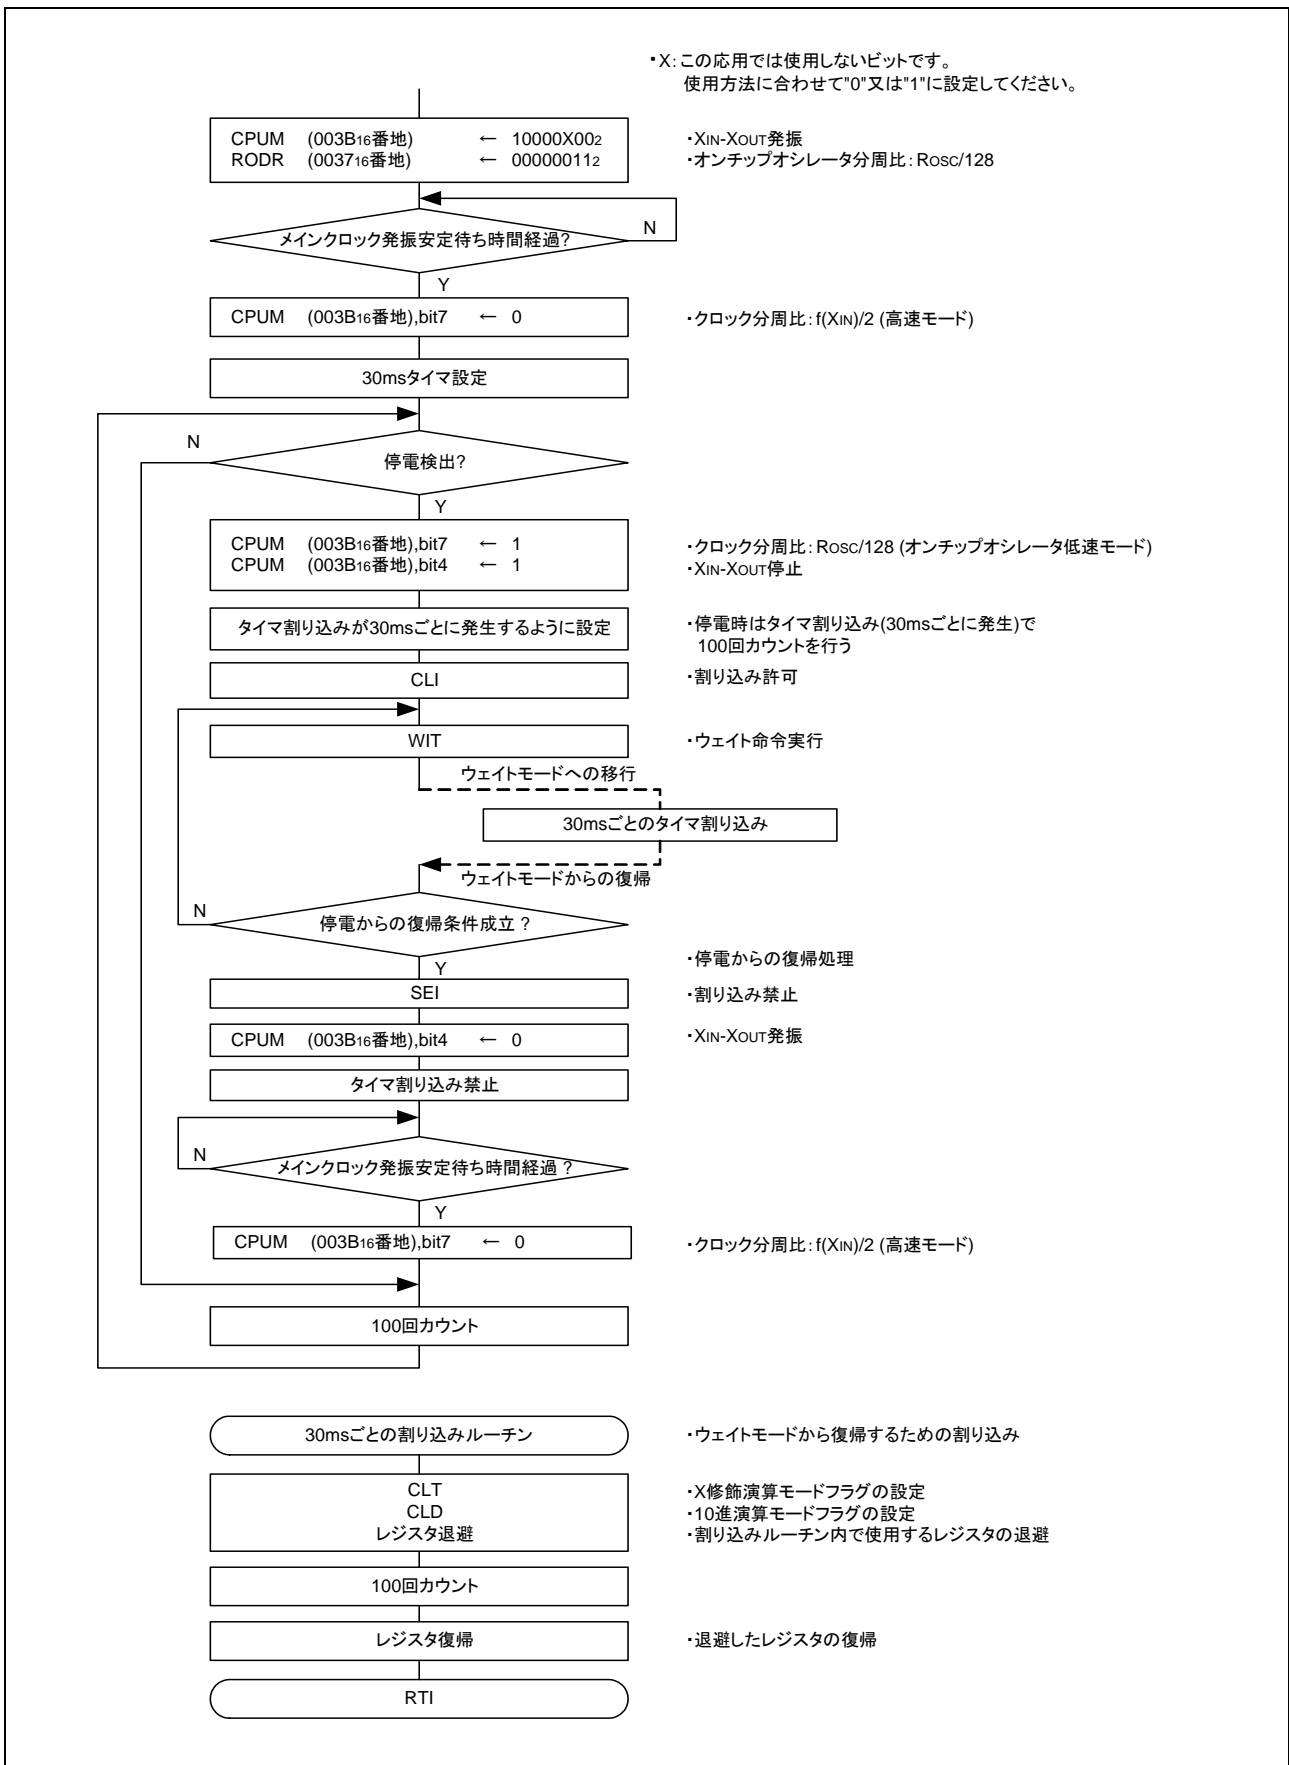 ・X：この応用では使用しないビットです。
使用方法に合わせて"0"又は"1"に設定してください。
CPUM (003B16番地) ← 10000X002 ・XIN-XOUT発振
RODR (003716番地) ← 000000112 ・オンチップオシレータ分周比：ROSC/128
メインクロック発振安定待ち時間経過? N
Y
CPUM (003B16番地),bit7 ← 0 ・クロック分周比：f(XIN)/2 (高速モード)
30msタイマ設定
N
停電検出?
Y
CPUM (003B16番地),bit7 ← 1 ・クロック分周比：ROSC/128 (オンチップオシレータ低速モード)
CPUM (003B16番地),bit4 ← 1 ・XIN-XOUT停止
タイマ割り込みが30msごとに発生するように設定 ・停電時はタイマ割り込み(30msごとに発生)で
100回カウントを行う
CLI ・割り込み許可
WIT ・ウェイト命令実行
ウェイトモードへの移行
30msごとのタイマ割り込み
ウェイトモードからの復帰
N
停電からの復帰条件成立？
・停電からの復帰処理
Y
SEI ・割り込み禁止
CPUM (003B16番地),bit4 ← 0 ・XIN-XOUT発振
タイマ割り込み禁止
N
メインクロック発振安定待ち時間経過？
Y
CPUM (003B16番地),bit7 ← 0 ・クロック分周比：f(XIN)/2 (高速モード)
100回カウント
30msごとの割り込みルーチン ・ウェイトモードから復帰するための割り込み
CLT ・X修飾演算モードフラグの設定
CLD ・10進演算モードフラグの設定
レジスタ退避 ・割り込みルーチン内で使用するレジスタの退避
100回カウント
レジスタ復帰 ・退避したレジスタの復帰
RTI